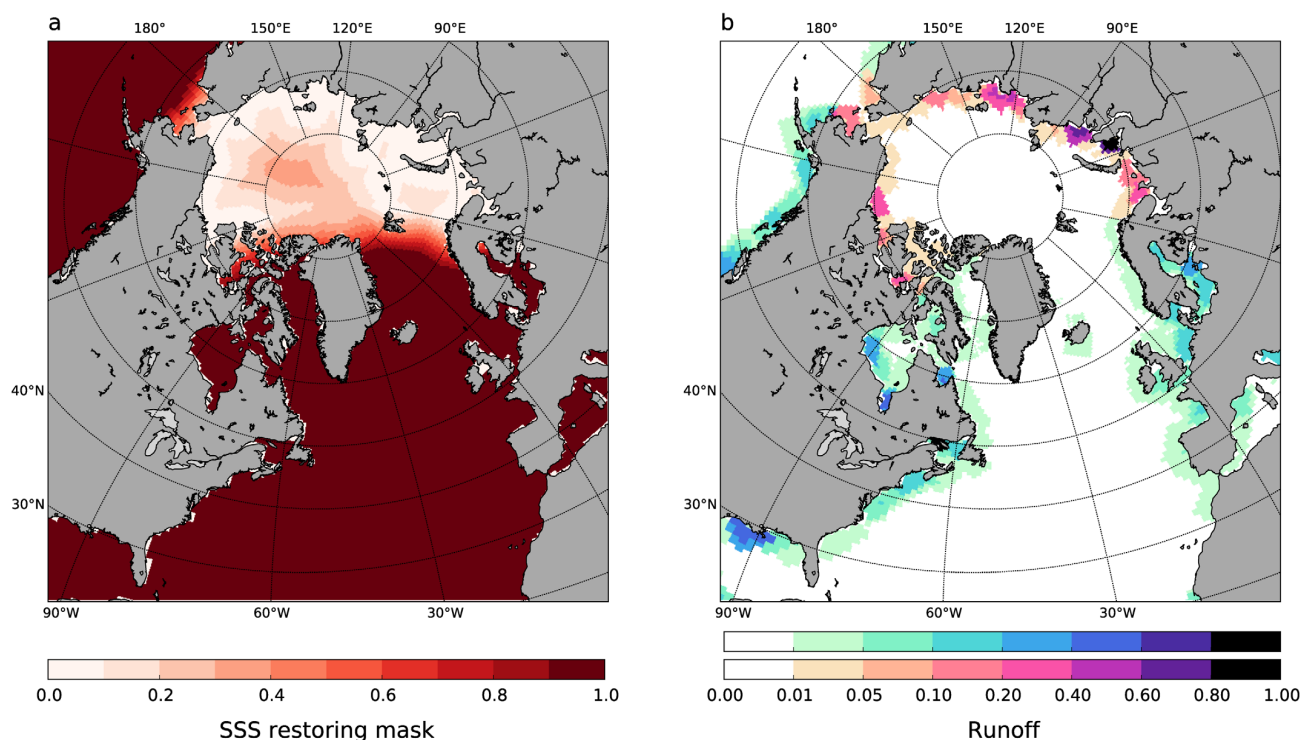 a
b
180° 150°E 120°E 90°E
180° 150°E 120°E 90°E
40°N
40°N
30°N
30°N
90°W 60°W 30°W
90°W 60°W 30°W
0.0 0.2 0.4 0.6 0.8 1.0
0.00 0.01 0.05 0.10 0.20 0.40 0.60 0.80 1.00
SSS restoring mask
Runoff